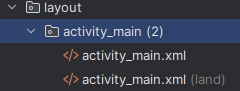 layout
activity_main (2)
</> activity_main.xml
</> activity_main.xml (land)